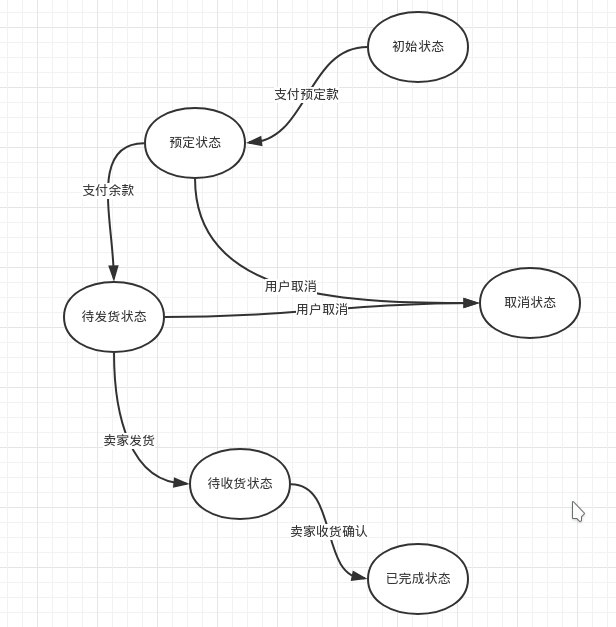 初始状态
支付预定款
预定状态
支付余款
用户取消
取消状态
用户取消
待发货状态
卖家发货
待收货状态
卖家收货确认
已完成状态